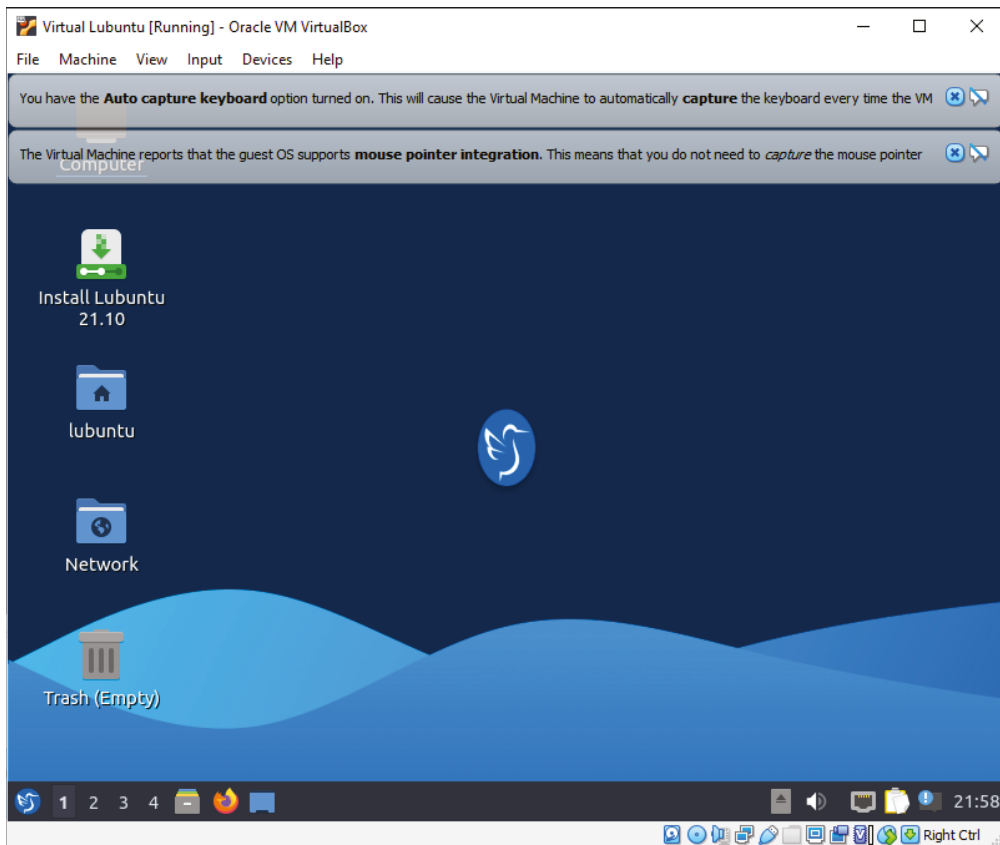 Virtual Lubuntu [Running] - Oracle VM VirtualBox
File Machine View Input Devices Help
You have the Auto capture keyboard option turned on. This will cause the Virtual Machine to automatically capture the keyboard every time the VM
Computer
The Virtual Machine reports that the guest OS supports mouse pointer integration. This means that you do not need to capture the mouse pointer
Install Lubuntu
21.10
lubuntu
Network
Trash (Empty)
1 2 3 4 21:58
Right Ctrl